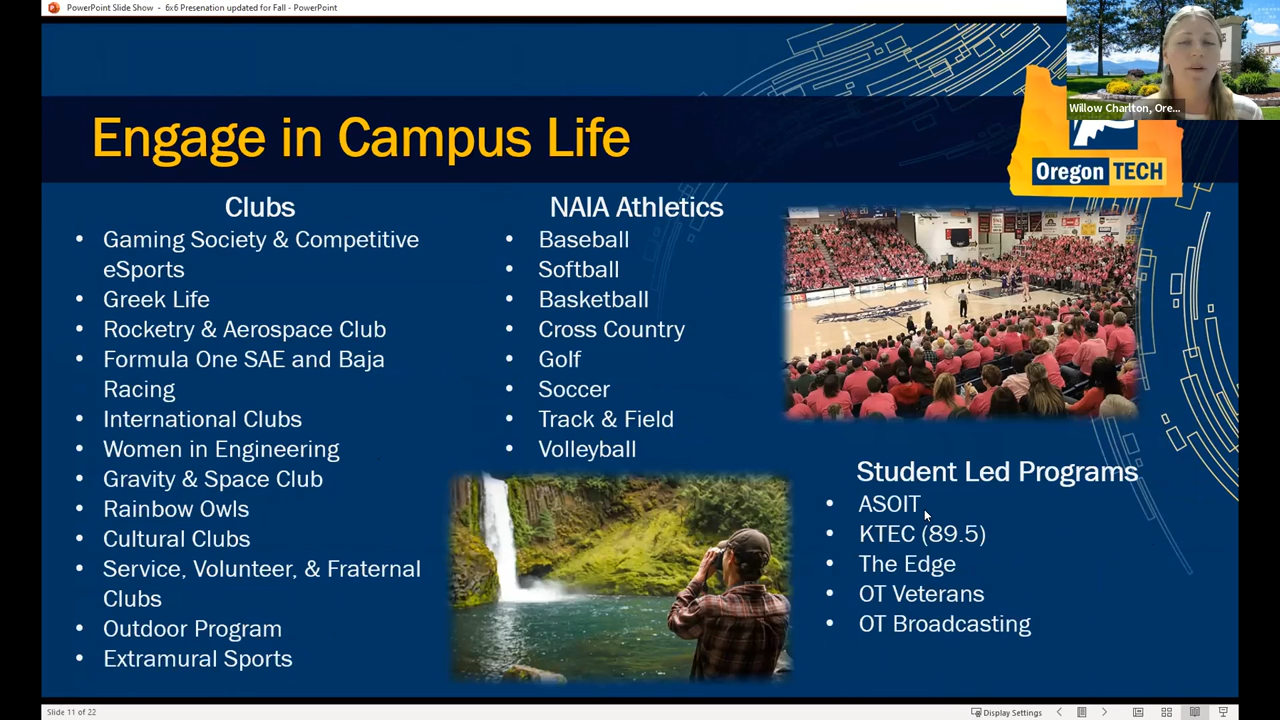 PowerPoint Slide Show - 6x6 Presenation updated for Fall - PowerPoint
Willow Charlton, Ore...
Engage in Campus Life
Oregon TECH
Clubs
• Gaming Society & Competitive
eSports
• Greek Life
• Rocketry & Aerospace Club
• Formula One SAE and Baja
Racing
• International Clubs
• Women in Engineering
• Gravity & Space Club
• Rainbow Owls
• Cultural Clubs
• Service, Volunteer, & Fraternal
Clubs
• Outdoor Program
• Extramural Sports
NAIA Athletics
• Baseball
• Softball
• Basketball
• Cross Country
• Golf
• Soccer
• Track & Field
• Volleyball
Student Led Programs
• ASOIT
• KTEC (89.5)
• The Edge
• OT Veterans
• OT Broadcasting
Slide 11 of 22
Display Settings